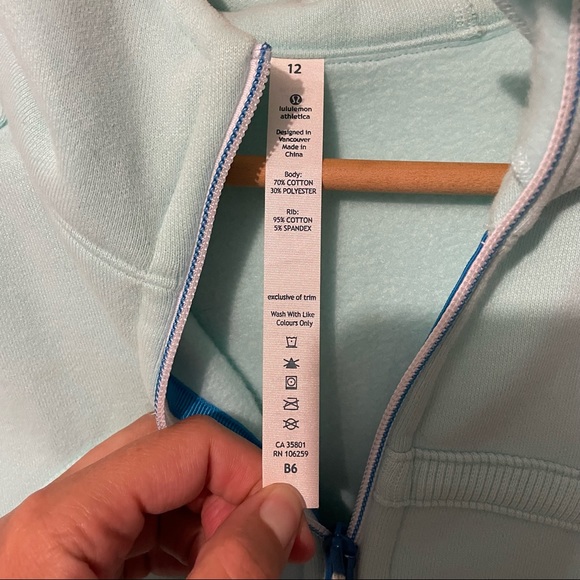 12
lululemon
athletica
Designed in
Vancouver
Made in
China
Body:
70% COTTON
30% POLYESTER
Rib:
95% COTTON
5% SPANDEX
exclusive of trim
Wash With Like
Colours Only
CA 35801
RN 106259
B6